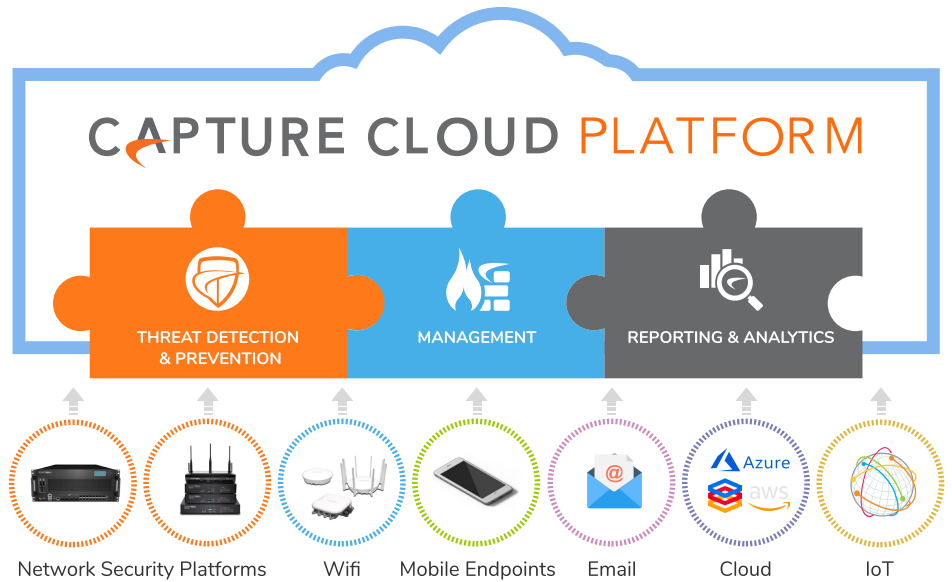 CAPTURE CLOUD PLATFORM
THREAT DETECTION
& PREVENTION
MANAGEMENT
REPORTING & ANALYTICS
@
Azure
aws
Network Security Platforms
Wifi
Mobile Endpoints
Email
Cloud
IoT